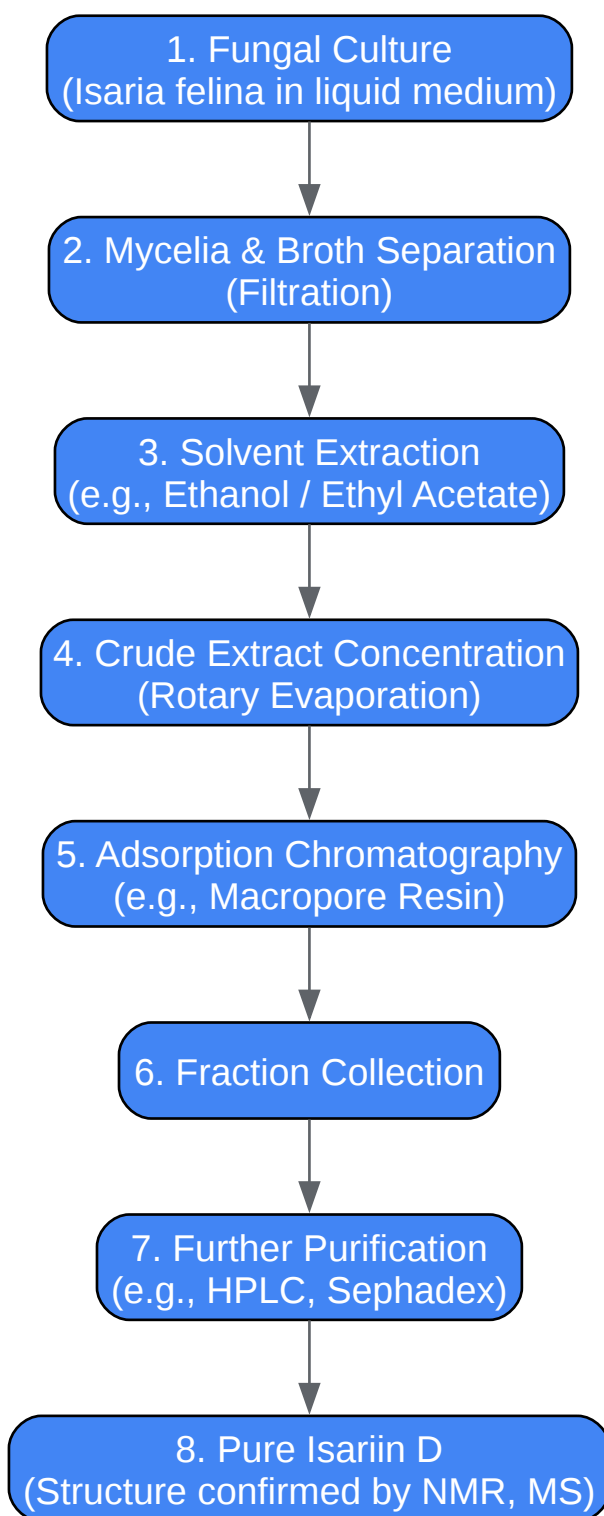 1. Fungal Culture
(Isaria felina in liquid medium)
2. Mycelia & Broth Separation
(Filtration)
3. Solvent Extraction
(e.g., Ethanol / Ethyl Acetate)
4. Crude Extract Concentration
(Rotary Evaporation)
5. Adsorption Chromatography
(e.g., Macropore Resin)
6. Fraction Collection
7. Further Purification
(e.g., HPLC, Sephadex)
8. Pure Isariin D
(Structure confirmed by NMR, MS)